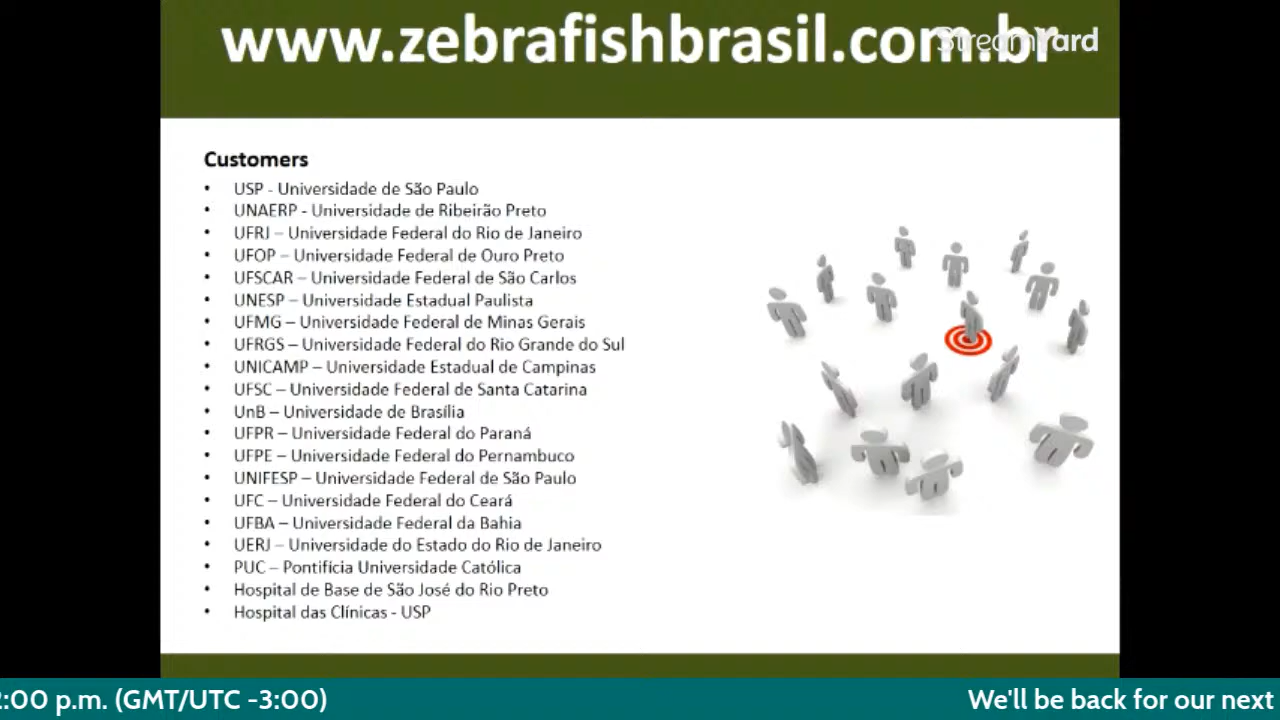 www.zebrafishbrasil.com.br
StreamYard
Customers
• USP - Universidade de São Paulo
• UNAERP - Universidade de Ribeirão Preto
• UFRJ – Universidade Federal do Rio de Janeiro
• UFOP – Universidade Federal de Ouro Preto
• UFSCAR – Universidade Federal de São Carlos
• UNESP – Universidade Estadual Paulista
• UFMG – Universidade Federal de Minas Gerais
• UFRGS – Universidade Federal do Rio Grande do Sul
• UNICAMP – Universidade Estadual de Campinas
• UFSC – Universidade Federal de Santa Catarina
• UnB – Universidade de Brasília
• UFPR – Universidade Federal do Paraná
• UFPE – Universidade Federal do Pernambuco
• UNIFESP – Universidade Federal de São Paulo
• UFC – Universidade Federal do Ceará
• UFBA – Universidade Federal da Bahia
• UERJ – Universidade do Estado do Rio de Janeiro
• PUC – Pontifícia Universidade Católica
• Hospital de Base de São José do Rio Preto
• Hospital das Clínicas - USP
:00 p.m. (GMT/UTC -3:00) We'll be back for our next